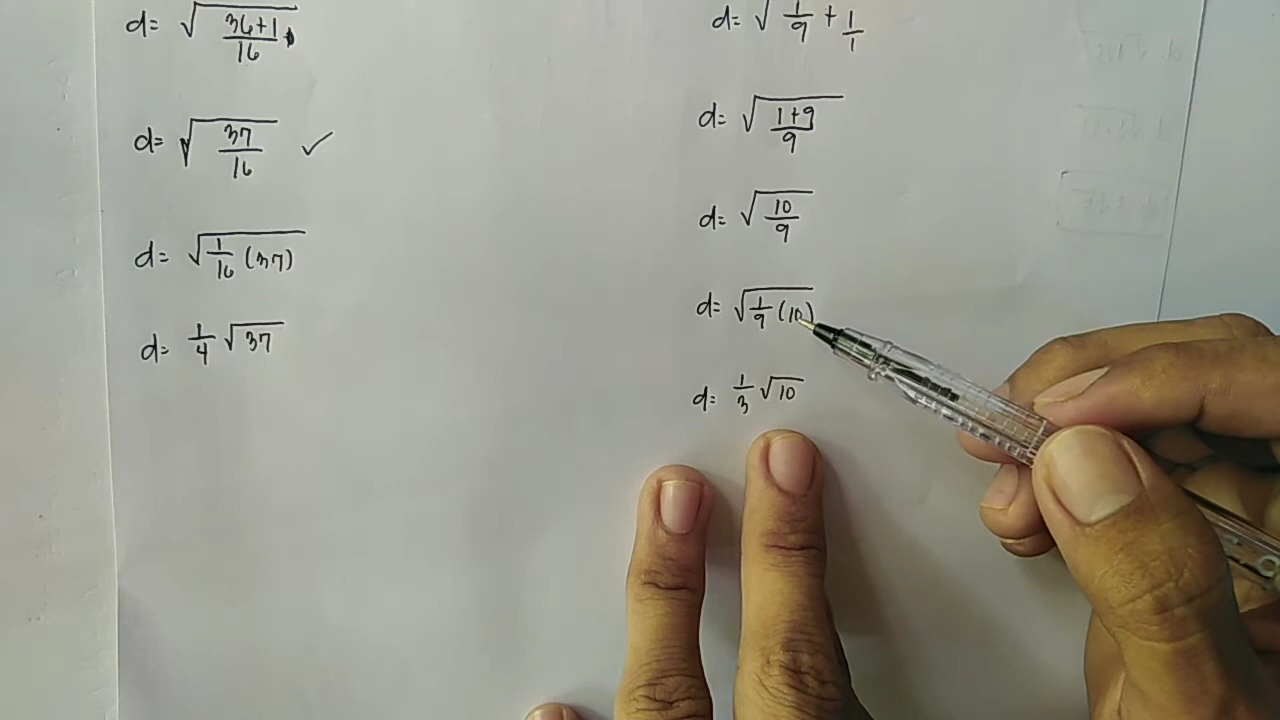 d= √(36+1/16)
d= √(37/16) ✓
d= √(1/16 (37))
d= 1/4 √37
d= √(1/9 + 1/1)
d= √(1+9/9)
d= √(10/9)
d= √(1/9 (10))
d= 1/3 √10